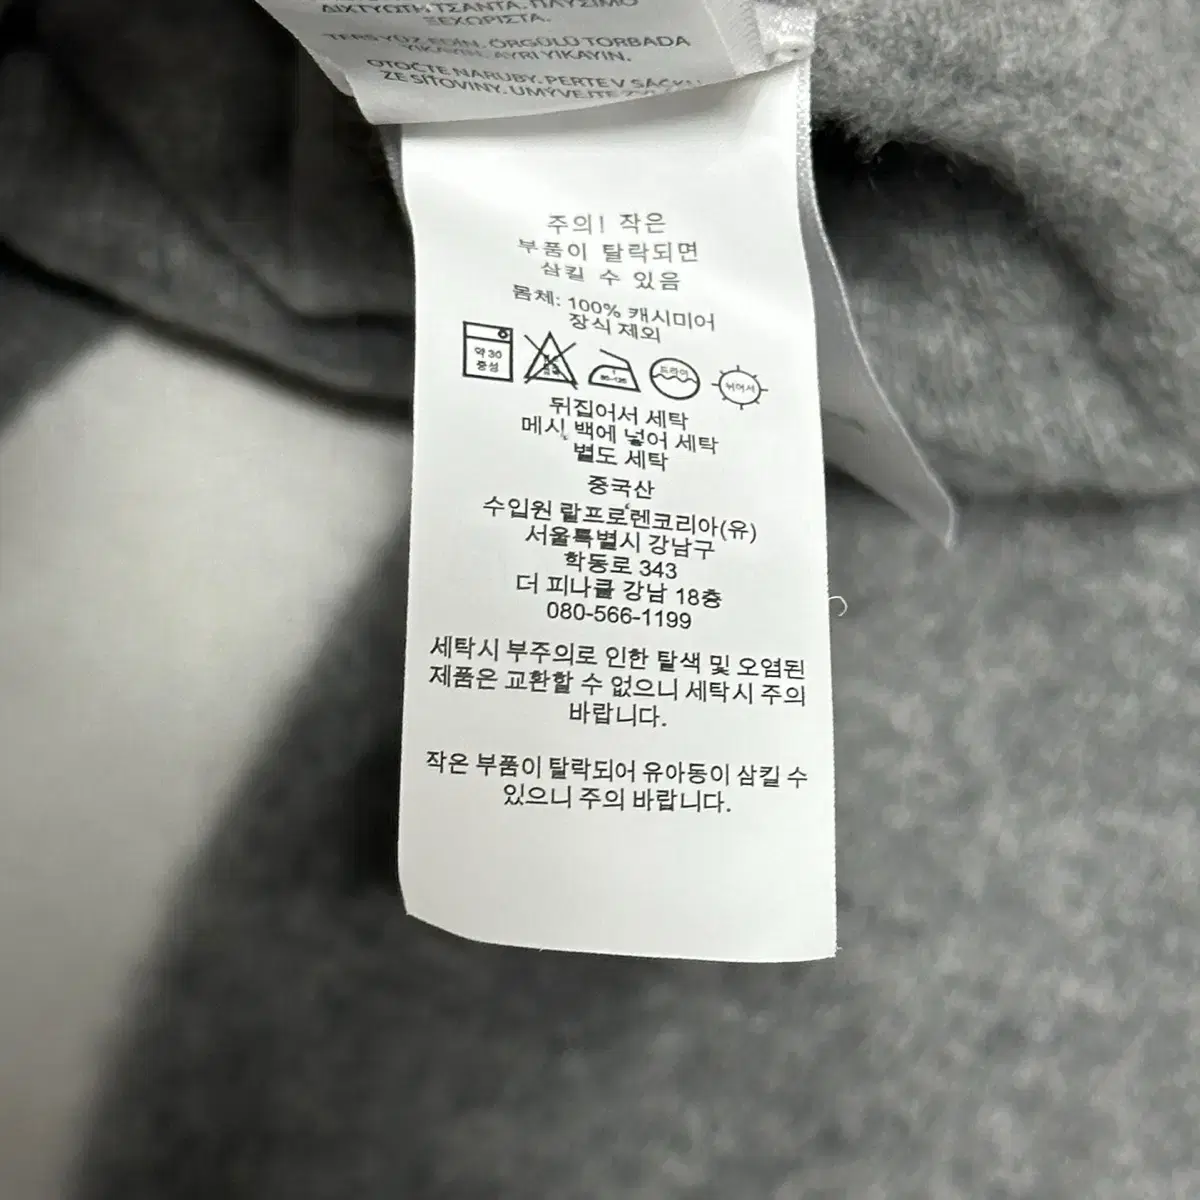 ΔΙΧΤΥΩΤΗ ΤΣΑΝΤΑ. ΠΛΥΣΙΜΟ
ΞΕΧΩΡΙΣΤΑ.
TERS YÜZ EDİN. ÖRGÜLÜ TORBADA
YIKAYIN. AYRI YIKAYIN.
OTOČTE NARUBY. PERTE V SÁČKU
ZE SÍŤOVINY. UMÝVEJTE
주의! 작은
부품이 탈락되면
삼킬 수 있음
몸체: 100% 캐시미어
장식 제외
약 30
중성
드라이
뉘어서
뒤집어서 세탁
메시 백에 넣어 세탁
별도 세탁
중국산
수입원 랄프로렌코리아(유)
서울특별시 강남구
학동로 343
더 피나클 강남 18층
080-566-1199
세탁시 부주의로 인한 탈색 및 오염된
제품은 교환할 수 없으니 세탁시 주의
바랍니다.
작은 부품이 탈락되어 유아동이 삼킬 수
있으니 주의 바랍니다.